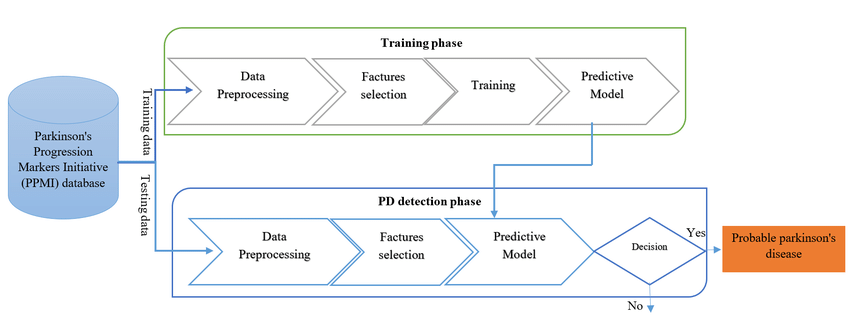 Training phase
Data
Preprocessing
Factures
selection
Training
Predictive
Model
Parkinson's
Progression
Markers Initiative
(PPMI) database
Training data
Testing data
PD detection phase
Data
Preprocessing
Factures
selection
Predictive
Model
Decision
Yes
No
Probable parkinson's
disease